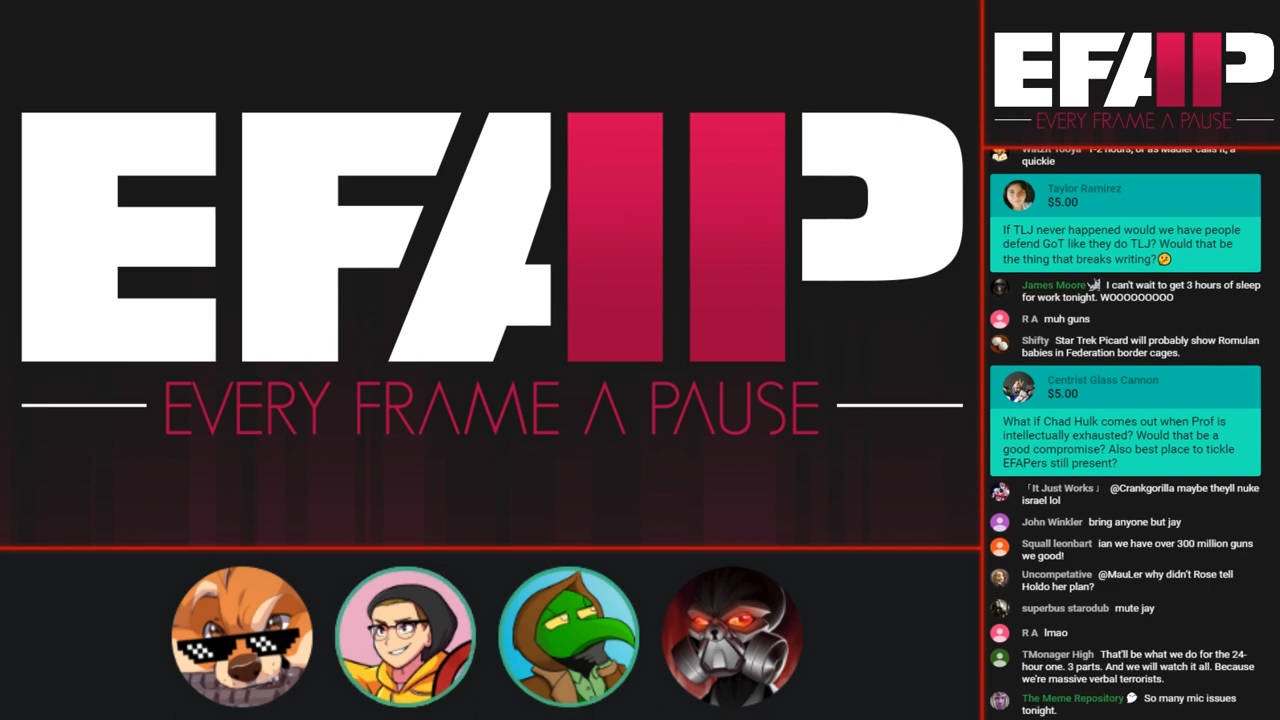 EFAP
EVERY FRAME A PAUSE
EFAP
EVERY FRAME A PAUSE
Watzit Tooya 1-2 hours, or as Mauler calls it, a
quickie
Taylor Ramirez
$5.00
If TLJ never happened would we have people
defend GoT like they do TLJ? Would that be
the thing that breaks writing?🤔
James Moore I can't wait to get 3 hours of sleep
for work tonight. WOOOOOOOOO
R A muh guns
Shifty Star Trek Picard will probably show Romulan
babies in Federation border cages.
Centrist Glass Cannon
$5.00
What if Chad Hulk comes out when Prof is
intellectually exhausted? Would that be a
good compromise? Also best place to tickle
EFAPers still present?
「It Just Works」 @Crankgorilla maybe theyll nuke
israel lol
John Winkler bring anyone but jay
Squall leonbart ian we have over 300 million guns
we good!
Uncompetative @MauLer why didn't Rose tell
Holdo her plan?
superbus starodub mute jay
R A lmao
TMonager High That'll be what we do for the 24-
hour one. 3 parts. And we will watch it all. Because
we're massive verbal terrorists.
The Meme Repository So many mic issues
tonight.